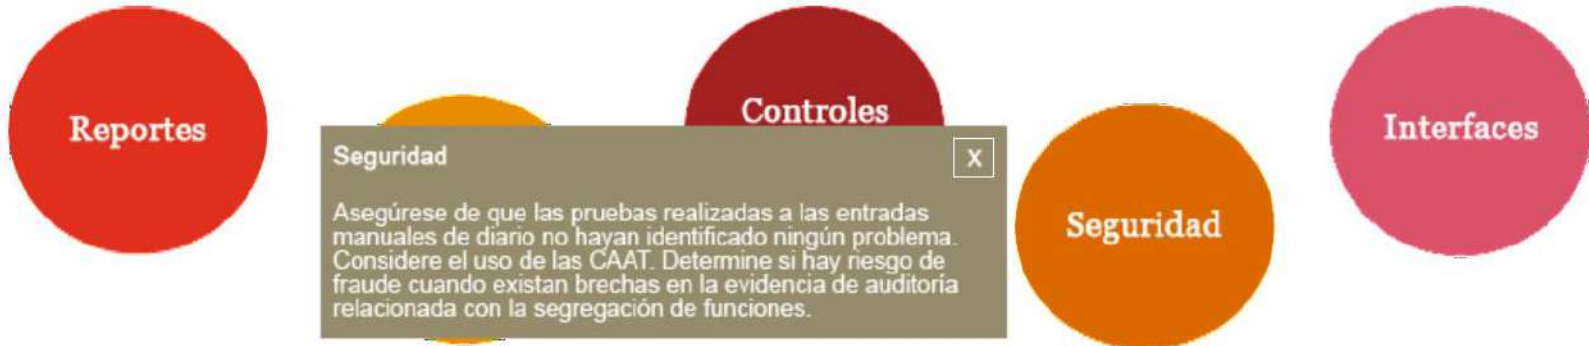 Reportes
Controles
Interfaces
Seguridad
X
Asegúrese de que las pruebas realizadas a las entradas
manuales de diario no hayan identificado ningún problema.
Considere el uso de las CAAT. Determine si hay riesgo de
fraude cuando existan brechas en la evidencia de auditoría
relacionada con la segregación de funciones.
Seguridad